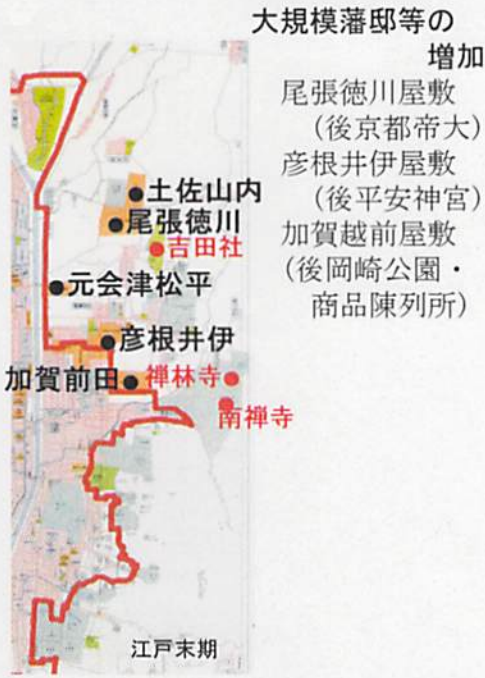 大規模藩邸等の
増加
尾張徳川屋敷
(後京都帝大)
彦根井伊屋敷
(後平安神宮)
加賀越前屋敷
(後岡崎公園・
商品陳列所)
土佐山内
尾張徳川
吉田社
元会津松平
彦根井伊
加賀前田
禅林寺
南禅寺
江戸末期